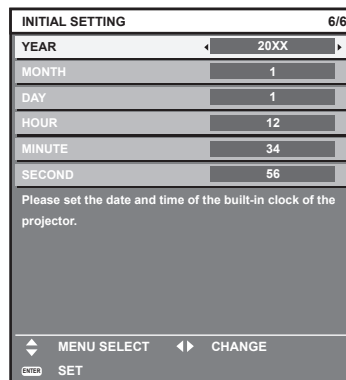 INITIAL SETTING 6/6
YEAR 20XX
MONTH 1
DAY 1
HOUR 12
MINUTE 34
SECOND 56
Please set the date and time of the built-in clock of the
projector.
MENU SELECT CHANGE
ENTER SET